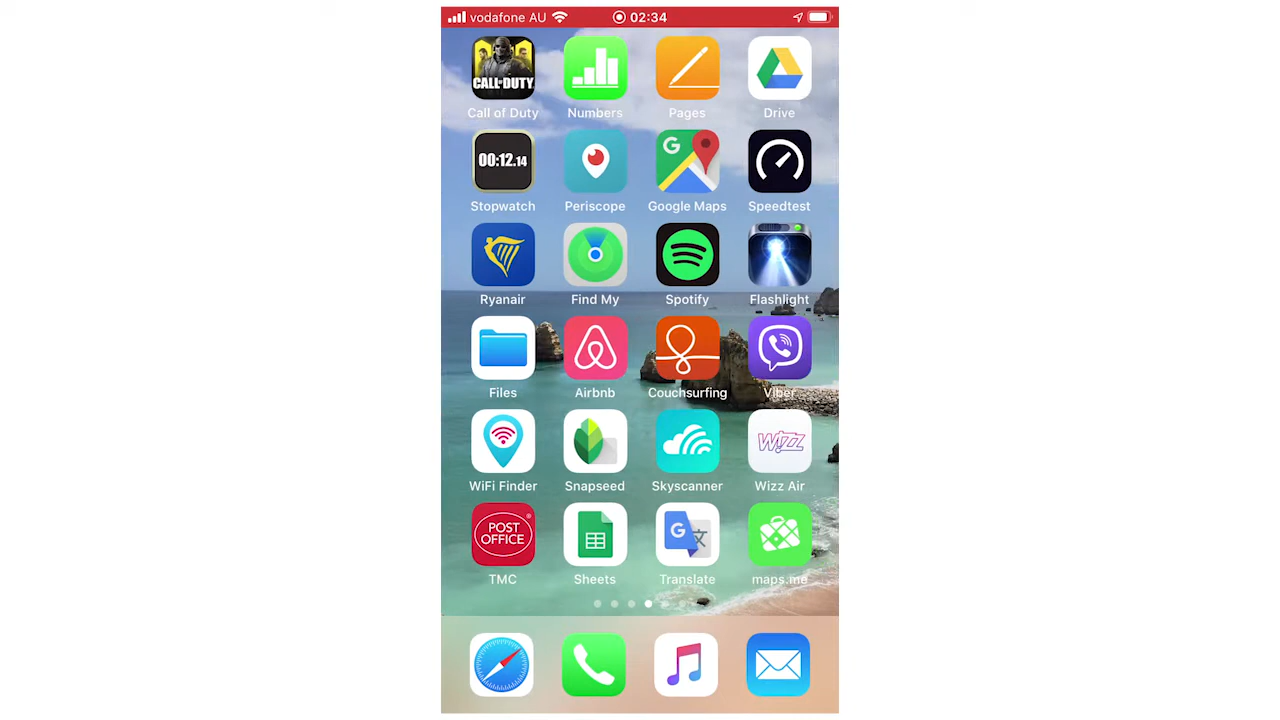 vodafone AU 02:34
CALL OF DUTY
Call of Duty Numbers Pages Drive
00:12.14 G
Stopwatch Periscope Google Maps Speedtest
Ryanair Find My Spotify Flashlight
Files Airbnb Couchsurfing Viber
WIZZ
WiFi Finder Snapseed Skyscanner Wizz Air
POST
OFFICE G 文
TMC Sheets Translate maps.me